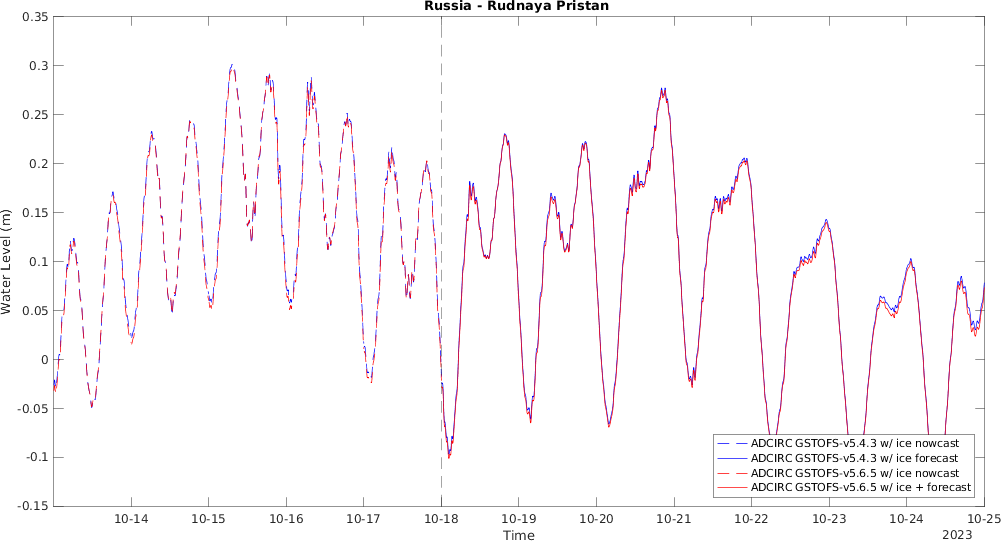 Russia - Rudnaya Pristan
0.35
0.3
0.25
0.2
0.15
0.1
0.05
0
-0.05
-0.1
-0.15
Water Level (m)
ADCIRC GSTOFS-v5.4.3 w/ ice nowcast
ADCIRC GSTOFS-v5.4.3 w/ ice forecast
ADCIRC GSTOFS-v5.6.5 w/ ice nowcast
ADCIRC GSTOFS-v5.6.5 w/ ice + forecast
10-14 10-15 10-16 10-17 10-18 10-19 10-20 10-21 10-22 10-23 10-24 10-25
Time
2023